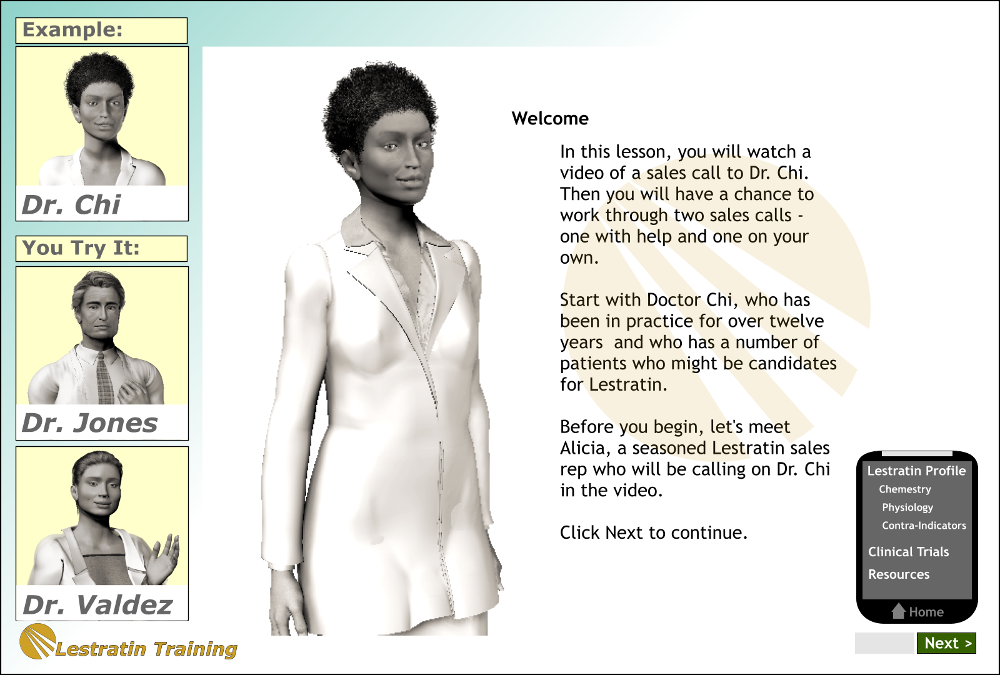 Example:
Dr. Chi
You Try It:
Dr. Jones
Dr. Valdez
Lestratin Training
Welcome
In this lesson, you will watch a
video of a sales call to Dr. Chi.
Then you will have a chance to
work through two sales calls -
one with help and one on your
own.
Start with Doctor Chi, who has
been in practice for over twelve
years  and who has a number of
patients who might be candidates
for Lestratin.
Before you begin, let's meet
Alicia, a seasoned Lestratin sales
rep who will be calling on Dr. Chi
in the video.
Click Next to continue.
Lestratin Profile
Chemestry
Physiology
Contra-Indicators
Clinical Trials
Resources
Home
Next >